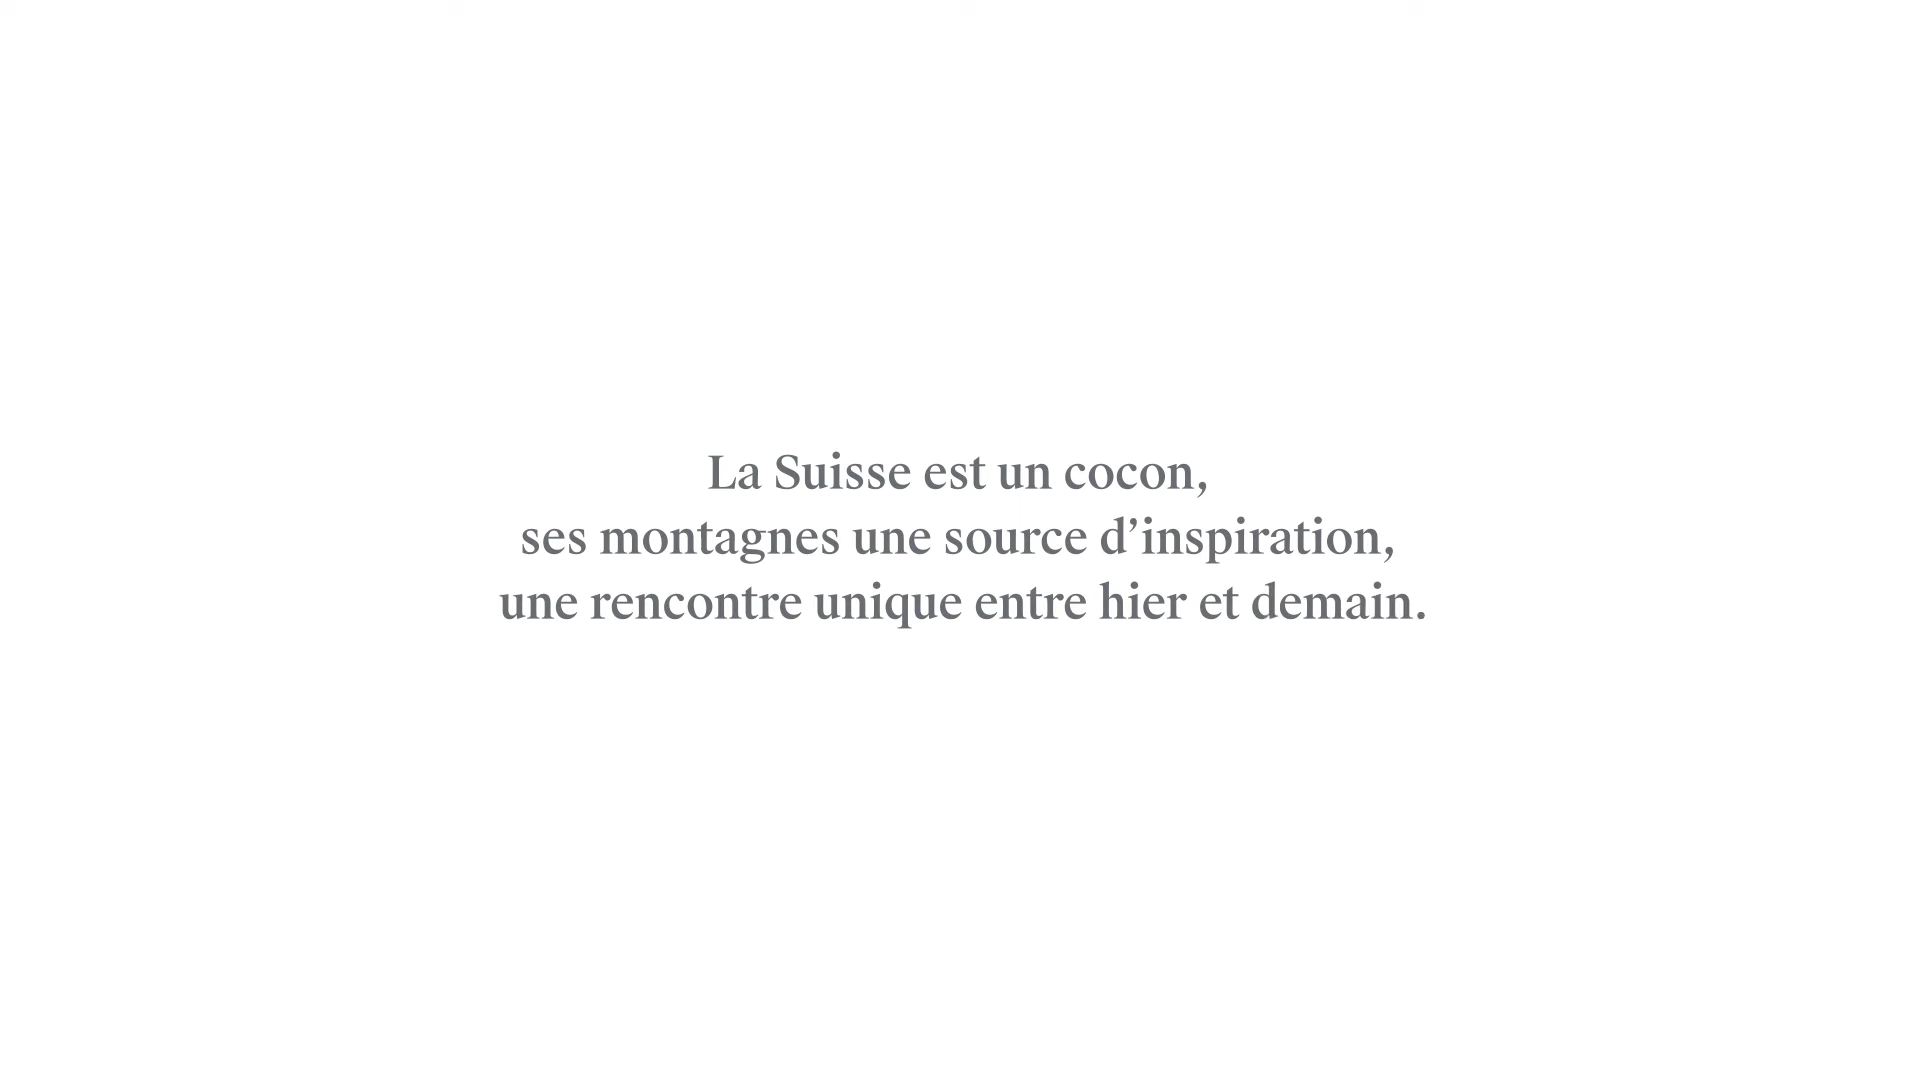 La Suisse est un cocon,
ses montagnes une source d’inspiration,
une rencontre unique entre hier et demain.